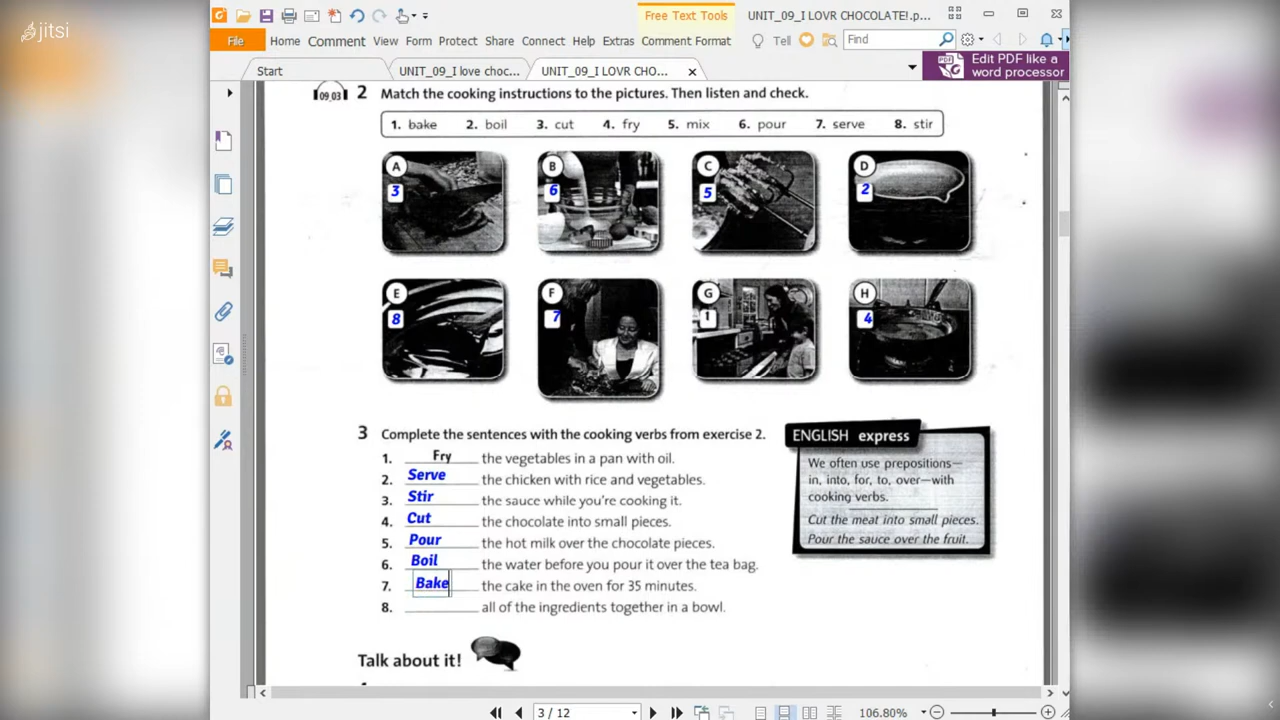 jitsi
Free Text Tools
UNIT_09_I LOVR CHOCOLATE!.p...
File Home Comment View Form Protect Share Connect Help Extras Comment Format Tell Find
Start UNIT_09_I love choc... UNIT_09_I LOVR CHO...
Edit PDF like a
word processor
09 03 2 Match the cooking instructions to the pictures. Then listen and check.
1. bake 2. boil 3. cut 4. fry 5. mix 6. pour 7. serve 8. stir
A B C D
3 6 5 2
E F G H
8 7 1 4
3 Complete the sentences with the cooking verbs from exercise 2.
1. Fry the vegetables in a pan with oil.
2. Serve the chicken with rice and vegetables.
3. Stir the sauce while you're cooking it.
4. Cut the chocolate into small pieces.
5. Pour the hot milk over the chocolate pieces.
6. Boil the water before you pour it over the tea bag.
7. Bake the cake in the oven for 35 minutes.
8. ________ all of the ingredients together in a bowl.
ENGLISH express
We often use prepositions—
in, into, for, to, over—with
cooking verbs.
Cut the meat into small pieces.
Pour the sauce over the fruit.
Talk about it!
3 / 12
106.80%